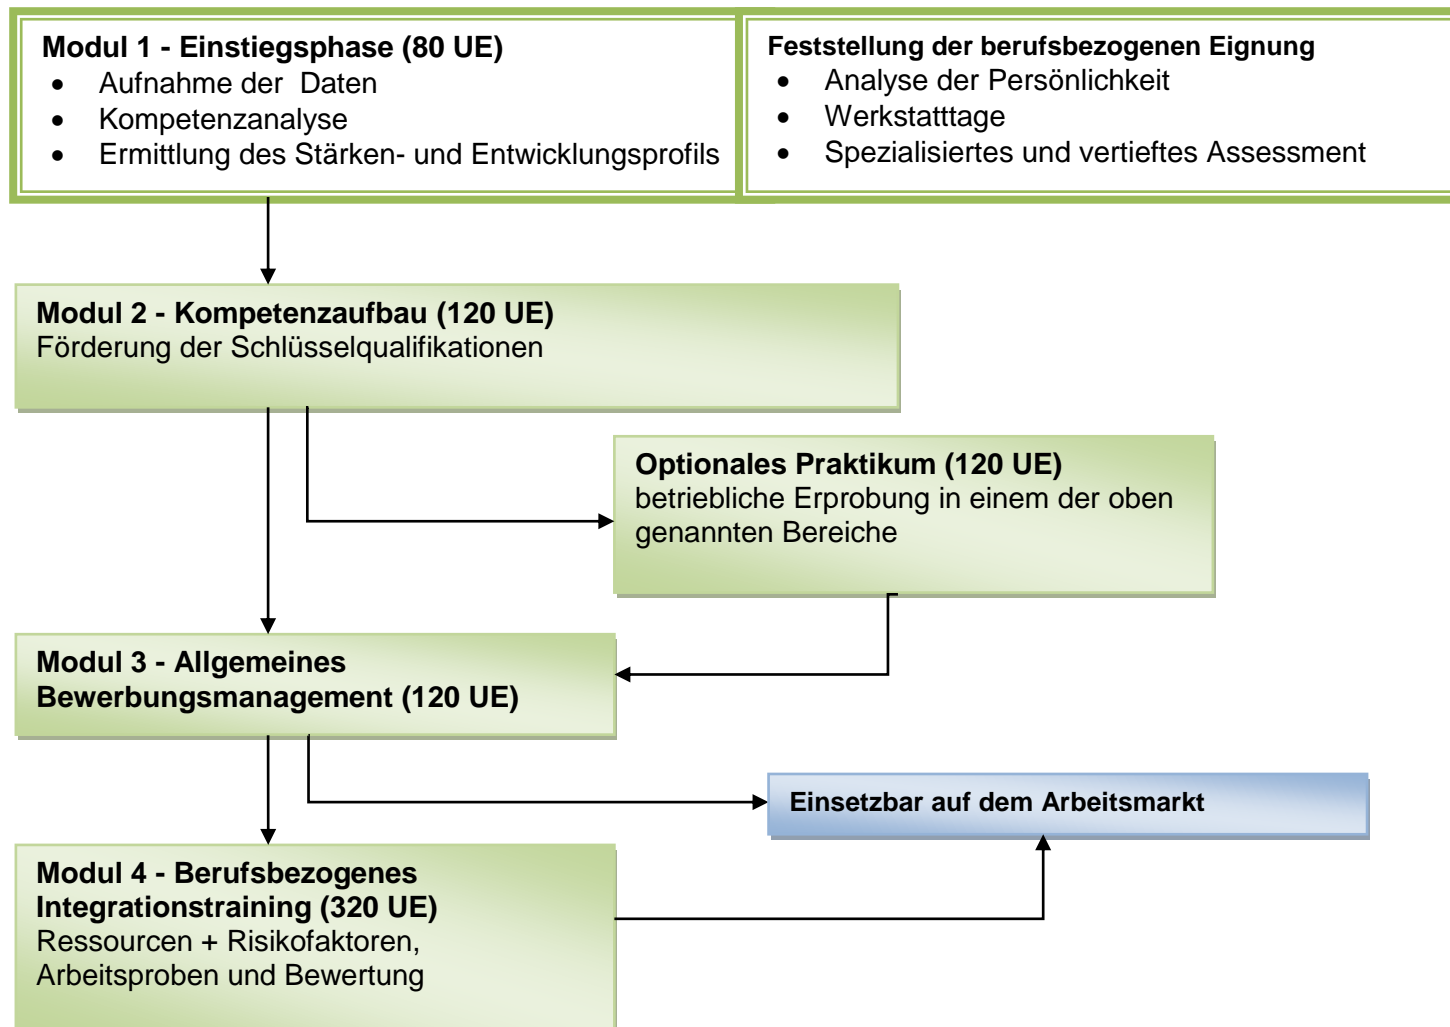 Modul 1 - Einstiegsphase (80 UE)
• Aufnahme der Daten
• Kompetenzanalyse
• Ermittlung des Stärken- und Entwicklungsprofils
Feststellung der berufsbezogenen Eignung
• Analyse der Persönlichkeit
• Werkstatttage
• Spezialisiertes und vertieftes Assessment
Modul 2 - Kompetenzaufbau (120 UE)
Förderung der Schlüsselqualifikationen
Optionales Praktikum (120 UE)
betriebliche Erprobung in einem der oben
genannten Bereiche
Modul 3 - Allgemeines
Bewerbungsmanagement (120 UE)
Einsetzbar auf dem Arbeitsmarkt
Modul 4 - Berufsbezogenes
Integrationstraining (320 UE)
Ressourcen + Risikofaktoren,
Arbeitsproben und Bewertung